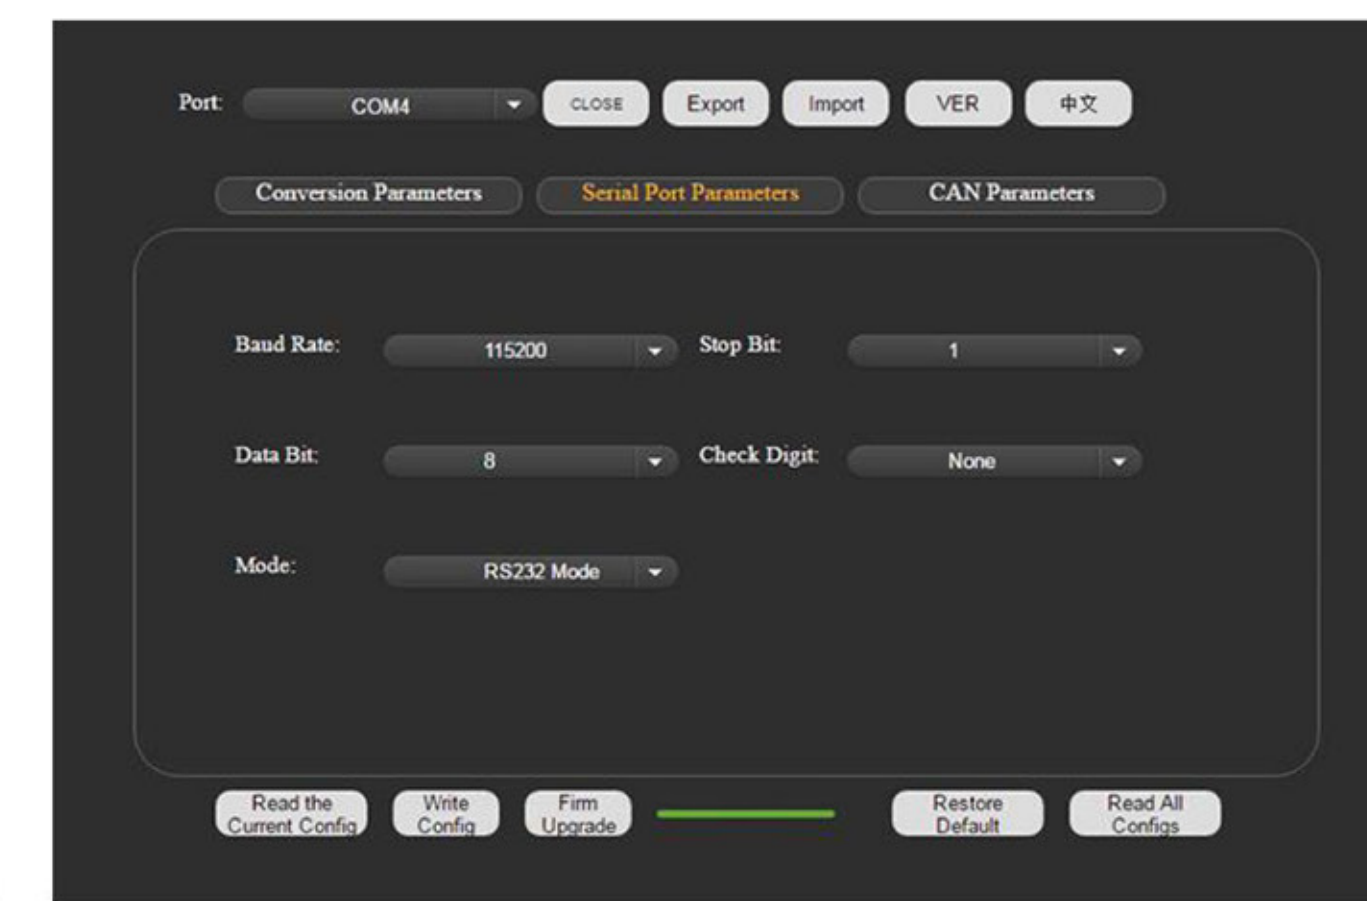 Port: COM4 CLOSE Export Import VER 中文
Conversion Parameters Serial Port Parameters CAN Parameters
Baud Rate: 115200 Stop Bit: 1
Data Bit: 8 Check Digit: None
Mode: RS232 Mode
Read the
Current Config
Write
Config
Firm
Upgrade
Restore
Default
Read All
Configs